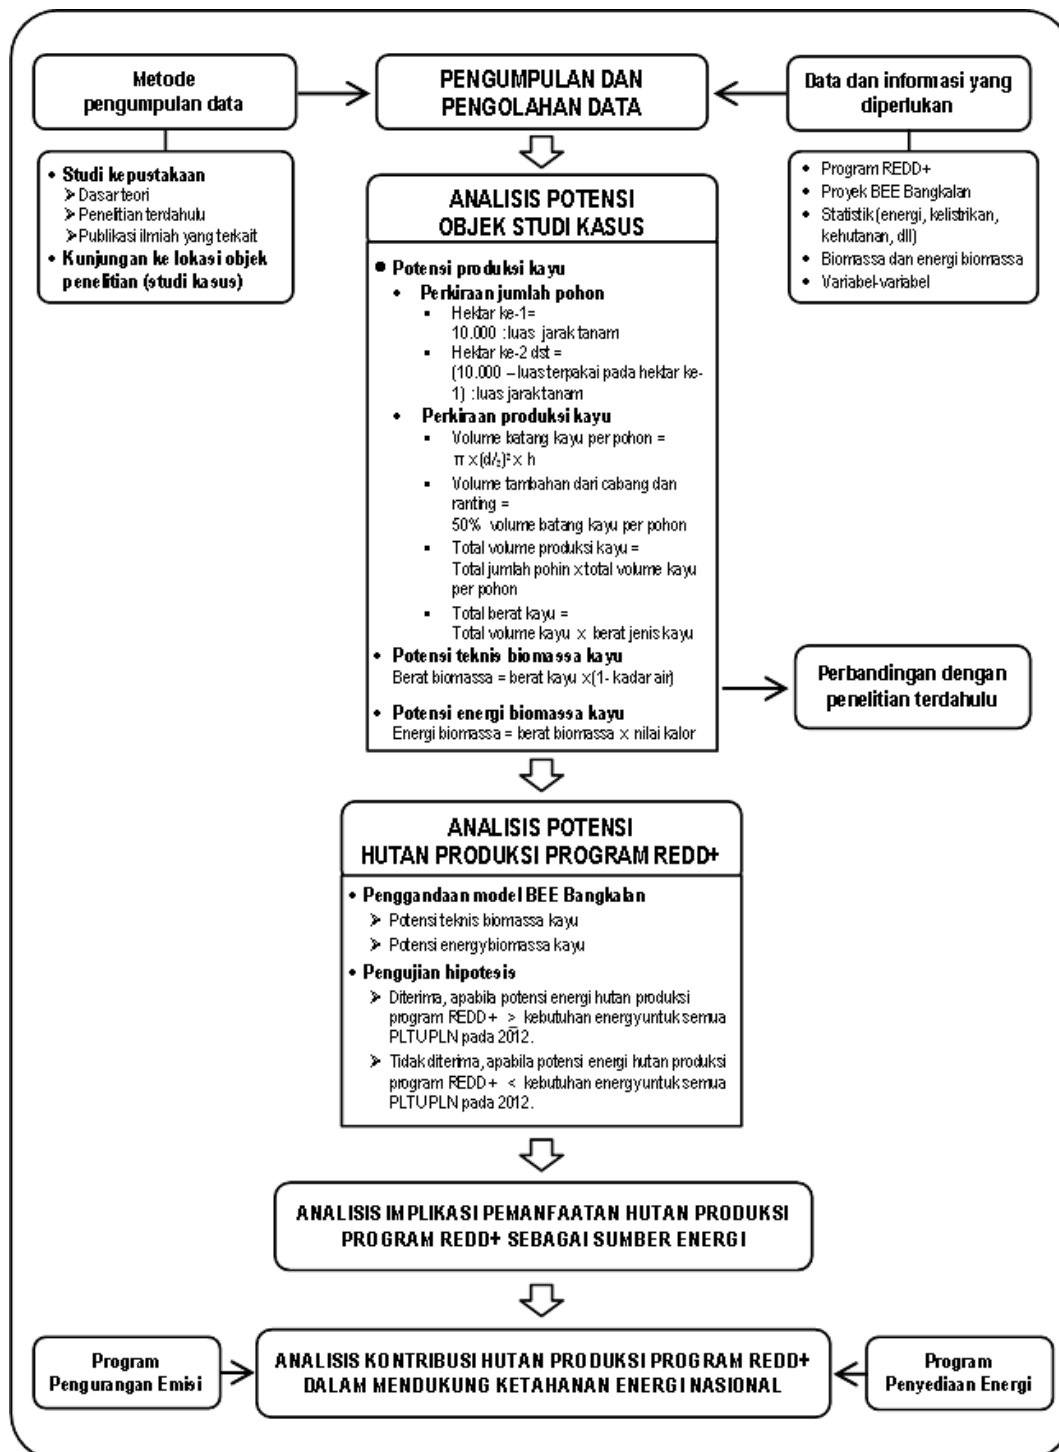 Metode
pengumpulan data
PENGUMPULAN DAN
PENGOLAHAN DATA
Data dan informasi yang
diperlukan
• Studi kepustakaan
➢ Dasar teori
➢ Penelitian terdahulu
➢ Publikasi ilmiah yang terkait
• Kunjungan ke lokasi objek
penelitian (studi kasus)
• Program REDD+
• Proyek BEE Bangkalan
• Statistik (energi, kelistrikan,
kehutanan, dll)
• Biomassa dan energi biomassa
• Variabel-variabel
ANALISIS POTENSI
OBJEK STUDI KASUS
● Potensi produksi kayu
• Perkiraan jumlah pohon
▪ Hektar ke-1=
10.000 : luas jarak tanam
▪ Hektar ke-2 dst =
(10.000 – luas terpakai pada hektar ke-
1) : luas jarak tanam
• Perkiraan produksi kayu
▪ Volume batang kayu per pohon =
π x (d/₂)² x h
▪ Volume tambahan dari cabang dan
ranting =
50% volume batang kayu per pohon
▪ Total volume produksi kayu =
Total jumlah pohin x total volume kayu
per pohon
▪ Total berat kayu =
Total volume kayu x berat jenis kayu
• Potensi teknis biomassa kayu
Berat biomassa = berat kayu x (1- kadar air)
• Potensi energi biomassa kayu
Energi biomassa = berat biomassa x nilai kalor
Perbandingan dengan
penelitian terdahulu
ANALISIS POTENSI
HUTAN PRODUKSI PROGRAM REDD+
• Penggandaan model BEE Bangkalan
➢ Potensi teknis biomassa kayu
➢ Potensi energy biomassa kayu
• Pengujian hipotesis
➢ Diterima, apabila potensi energi hutan produksi
program REDD+ ≥ kebutuhan energy untuk semua
PLTU PLN pada 2012.
➢ Tidak diterima, apabila potensi energi hutan produksi
program REDD+ < kebutuhan energy untuk semua
PLTU PLN pada 2012.
ANALISIS IMPLIKASI PEMANFAATAN HUTAN PRODUKSI
PROGRAM REDD+ SEBAGAI SUMBER ENERGI
Program
Pengurangan Emisi
ANALISIS KONTRIBUSI HUTAN PRODUKSI PROGRAM REDD+
DALAM MENDUKUNG KETAHANAN ENERGI NASIONAL
Program
Penyediaan Energi